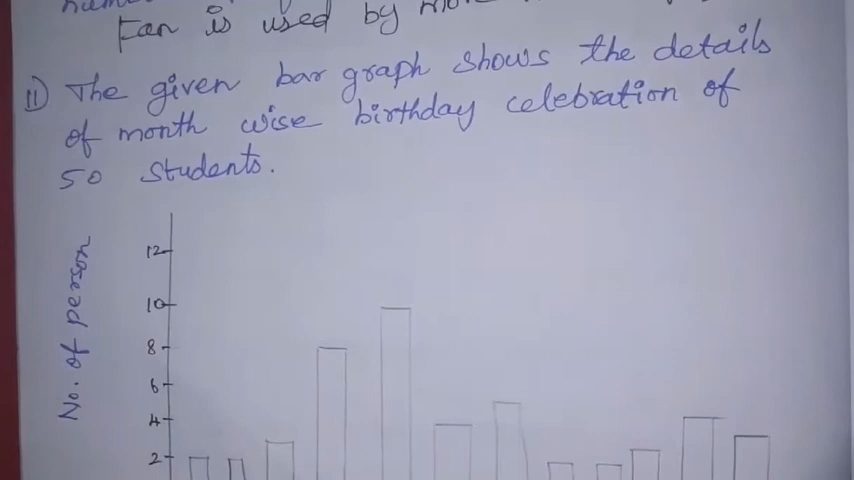 Fan is used by
11) The given bar graph shows the details
of month wise birthday celebration of
50 students.
No. of person
12
10
8
6
4
2